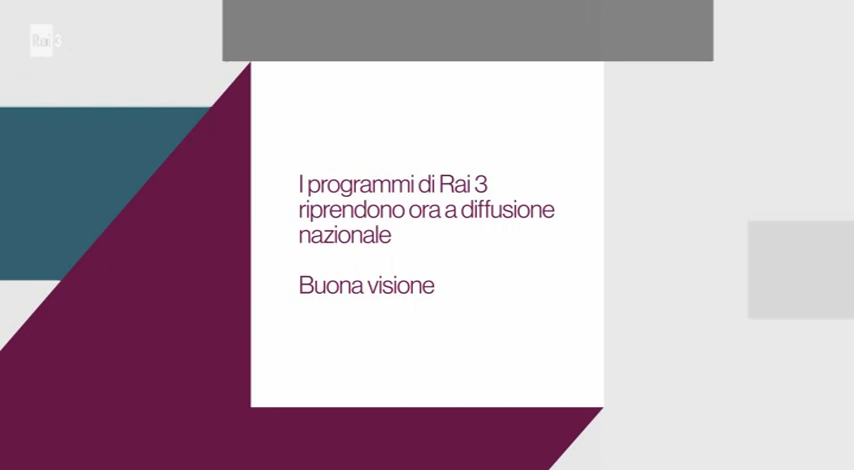 Rai 3
I programmi di Rai 3
riprendono ora a diffusione
nazionale
Buona visione